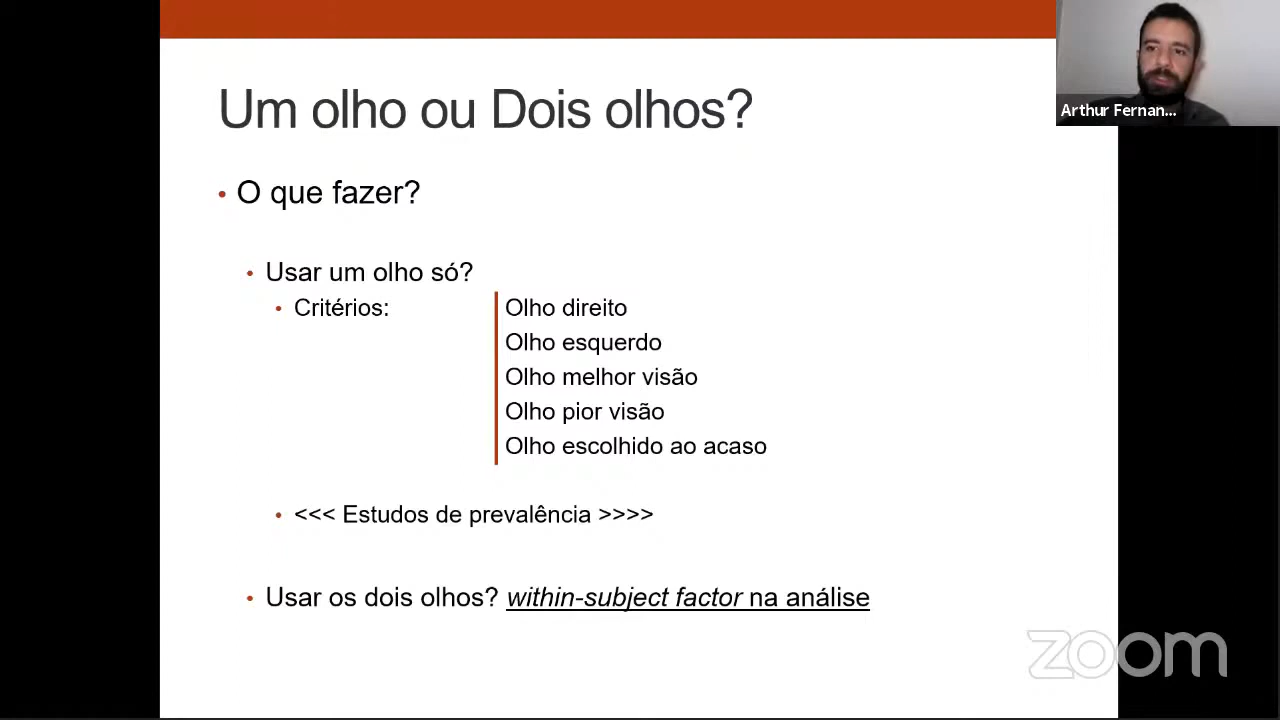 Um olho ou Dois olhos?
Arthur Fernan...
• O que fazer?
• Usar um olho só?
• Critérios:
Olho direito
Olho esquerdo
Olho melhor visão
Olho pior visão
Olho escolhido ao acaso
• <<< Estudos de prevalência >>>>
• Usar os dois olhos? within-subject factor na análise
zoom